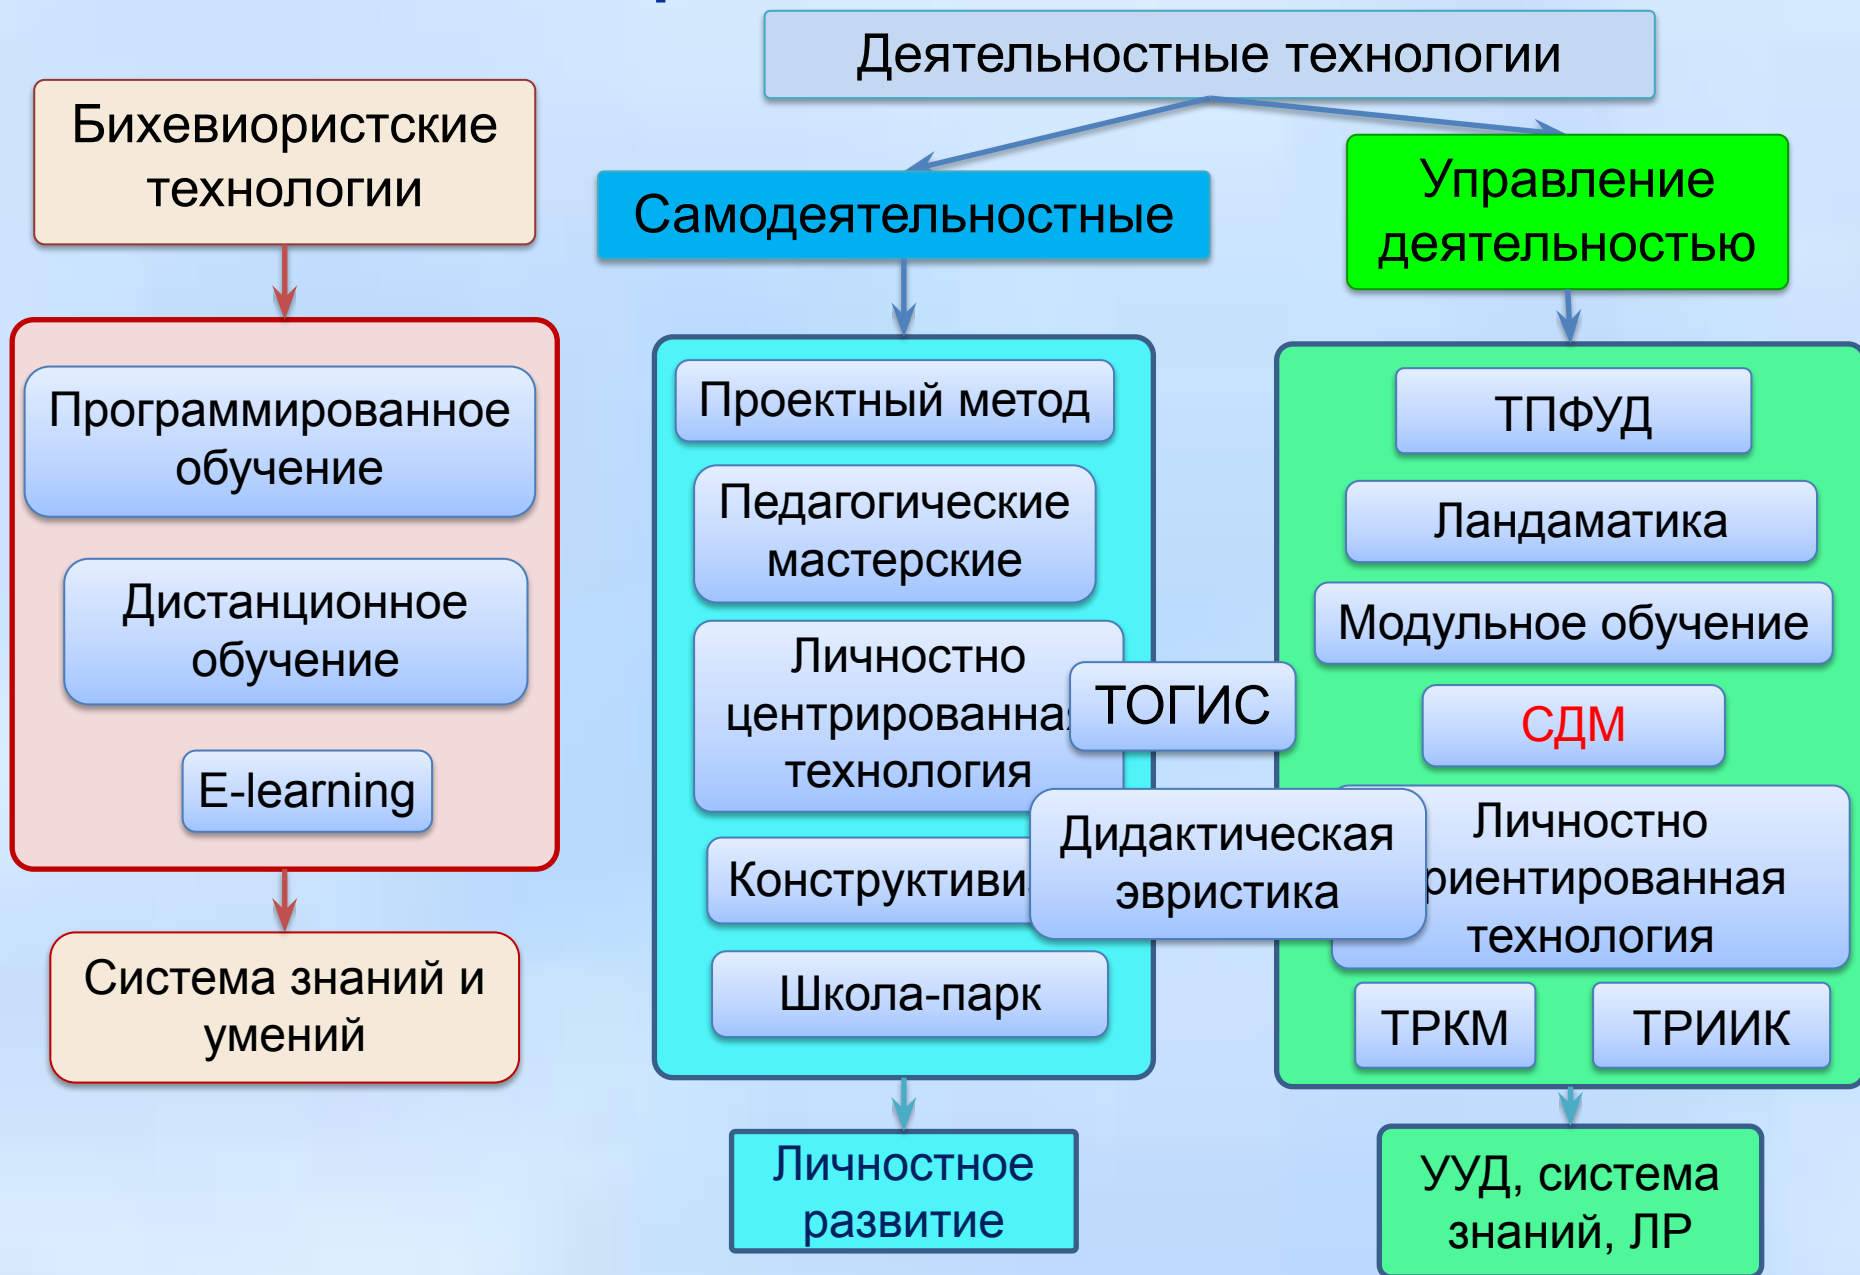 Деятельностные технологии
Бихевиористские
технологии
Самодеятельностные
Управление
деятельностью
Программированное
обучение
Дистанционное
обучение
E-learning
Система знаний и
умений
Проектный метод
Педагогические
мастерские
Личностно
центрированна
технология
Конструктиви
Школа-парк
Личностное
развитие
ТОГИС
Дидактическая
эвристика
ТПФУД
Ландаматика
Модульное обучение
СДМ
Личностно
риентированная
технология
ТРКМ
ТРИИК
УУД, система
знаний, ЛР